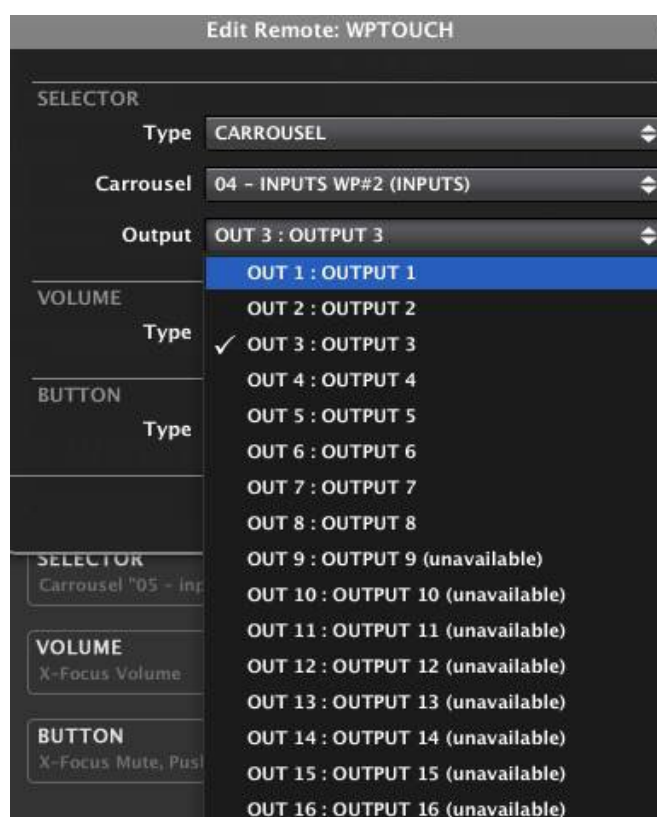 Edit Remote: WPTOUCH
SELECTOR
Type CARROUSEL
Carrousel 04 - INPUTS WP#2 (INPUTS)
Output OUT 3 : OUTPUT 3
OUT 1 : OUTPUT 1
VOLUME
OUT 2 : OUTPUT 2
Type
✓ OUT 3 : OUTPUT 3
OUT 4 : OUTPUT 4
BUTTON
OUT 5 : OUTPUT 5
Type
OUT 6 : OUTPUT 6
OUT 7 : OUTPUT 7
OUT 8 : OUTPUT 8
SELECTOR
OUT 9 : OUTPUT 9 (unavailable)
Carrousel "05 - inp
OUT 10 : OUTPUT 10 (unavailable)
OUT 11 : OUTPUT 11 (unavailable)
VOLUME
OUT 12 : OUTPUT 12 (unavailable)
X-Focus Volume
OUT 13 : OUTPUT 13 (unavailable)
BUTTON
OUT 14 : OUTPUT 14 (unavailable)
X-Focus Mute, Pus
OUT 15 : OUTPUT 15 (unavailable)
OUT 16 : OUTPUT 16 (unavailable)